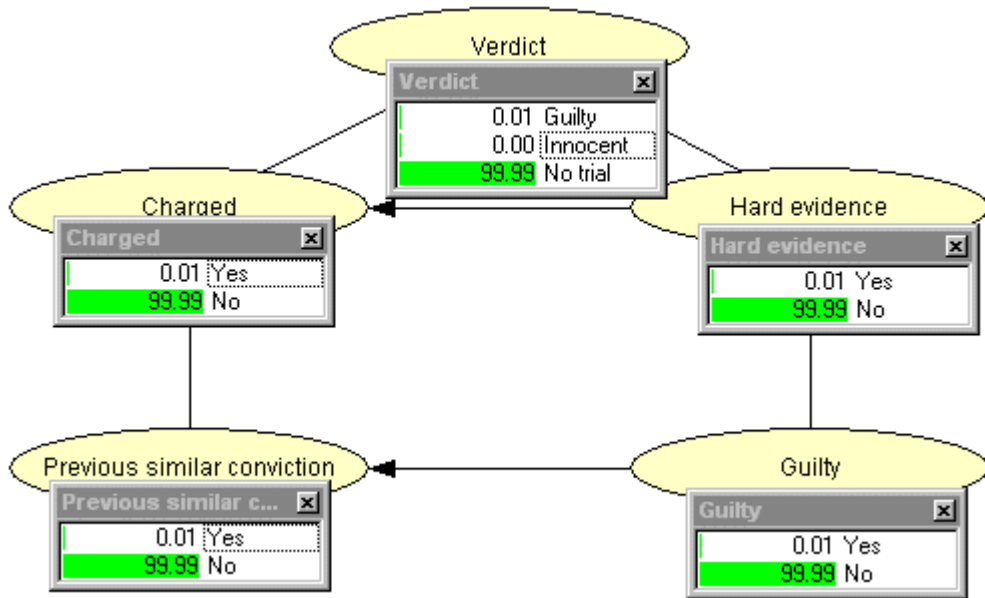 Verdict
Verdict
0.01 Guilty
0.00 Innocent
99.99 No trial
Charged
Charged
0.01 Yes
99.99 No
Hard evidence
Hard evidence
0.01 Yes
99.99 No
Previous similar conviction
Previous similar c...
0.01 Yes
99.99 No
Guilty
Guilty
0.01 Yes
99.99 No